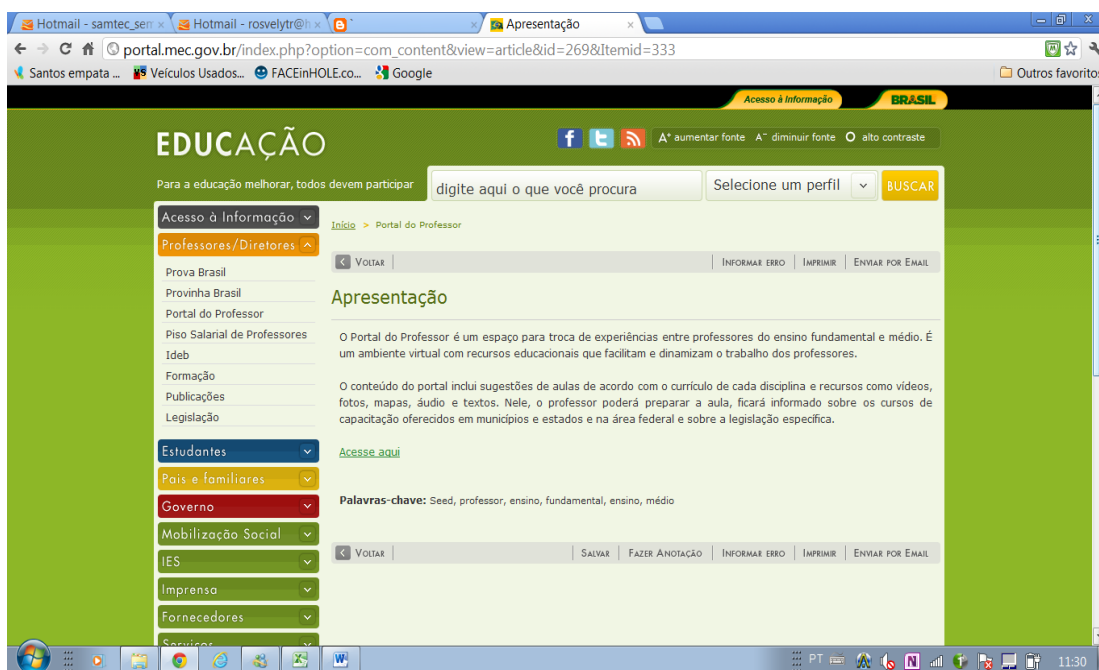 Hotmail - samtec_sem
Hotmail - rosvelytr@h
Apresentação
portal.mec.gov.br/index.php?option=com_content&view=article&id=269&Itemid=333
Santos empata ... Veículos Usados... FACEinHOLE.co... Google
Outros favoritos
Acesso à Informação
BRASIL
EDUCAÇÃO
A+ aumentar fonte A- diminuir fonte alto contraste
Para a educação melhorar, todos devem participar
digite aqui o que você procura
Selecione um perfil
BUSCAR
Acesso à Informação
Professores/Diretores
Prova Brasil
Provinha Brasil
Portal do Professor
Piso Salarial de Professores
Ideb
Formação
Publicações
Legislação
Estudantes
Pais e familiares
Governo
Mobilização Social
IES
Imprensa
Fornecedores
Serviços
Início > Portal do Professor
VOLTAR
INFORMAR ERRO IMPRIMIR ENVIAR POR EMAIL
Apresentação
O Portal do Professor é um espaço para troca de experiências entre professores do ensino fundamental e médio. É
um ambiente virtual com recursos educacionais que facilitam e dinamizam o trabalho dos professores.
O conteúdo do portal inclui sugestões de aulas de acordo com o currículo de cada disciplina e recursos como vídeos,
fotos, mapas, áudio e textos. Nele, o professor poderá preparar a aula, ficará informado sobre os cursos de
capacitação oferecidos em municípios e estados e na área federal e sobre a legislação específica.
Acesse aqui
Palavras-chave: Seed, professor, ensino, fundamental, ensino, médio
VOLTAR
SALVAR FAZER ANOTAÇÃO INFORMAR ERRO IMPRIMIR ENVIAR POR EMAIL
PT
11:30